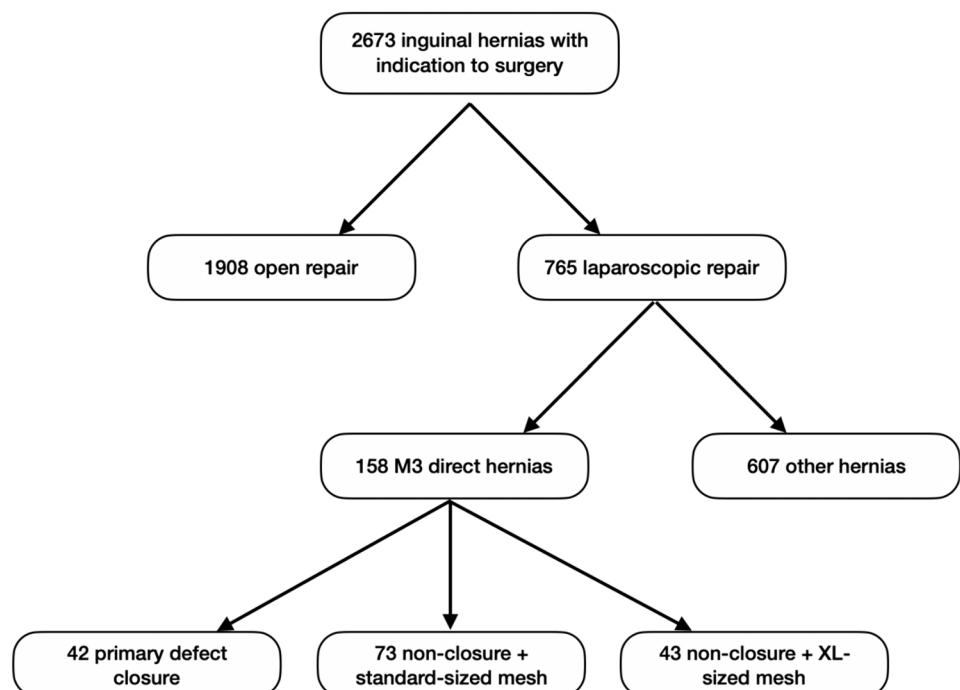 2673 inguinal hernias with
indication to surgery
1908 open repair
765 laparoscopic repair
158 M3 direct hernias
607 other hernias
42 primary defect
closure
73 non-closure +
standard-sized mesh
43 non-closure + XL-
sized mesh